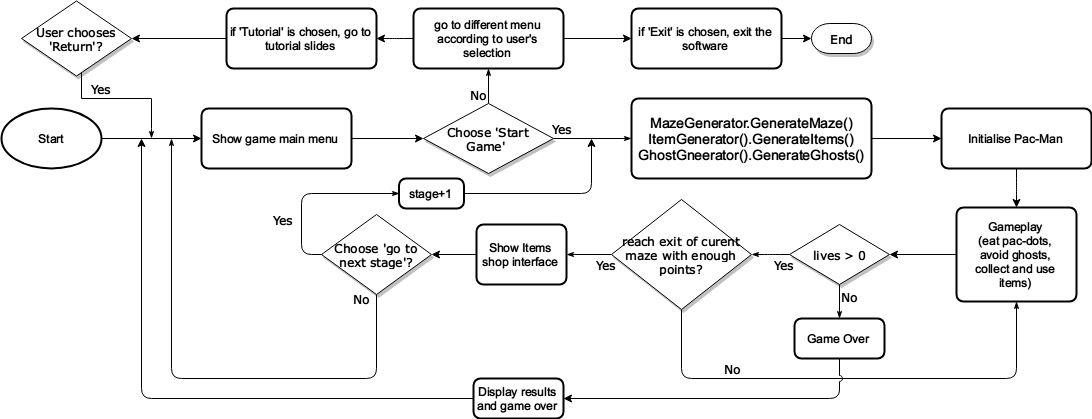 User chooses
'Return'?
if 'Tutorial' is chosen, go to
tutorial slides
go to different menu
according to user's
selection
if 'Exit' is chosen, exit the
software
End
Yes
No
Start
Show game main menu
Choose 'Start
Game'
Yes
MazeGenerator.GenerateMaze()
ItemGenerator().GenerateItems()
GhostGneerator().GenerateGhosts()
Initialise Pac-Man
stage+1
Yes
Choose 'go to
next stage'?
No
Show Items
shop interface
Yes
reach exit of curent
maze with enough
points?
Yes
lives > 0
No
Gameplay
(eat pac-dots,
avoid ghosts,
collect and use
items)
Game Over
No
Display results
and game over